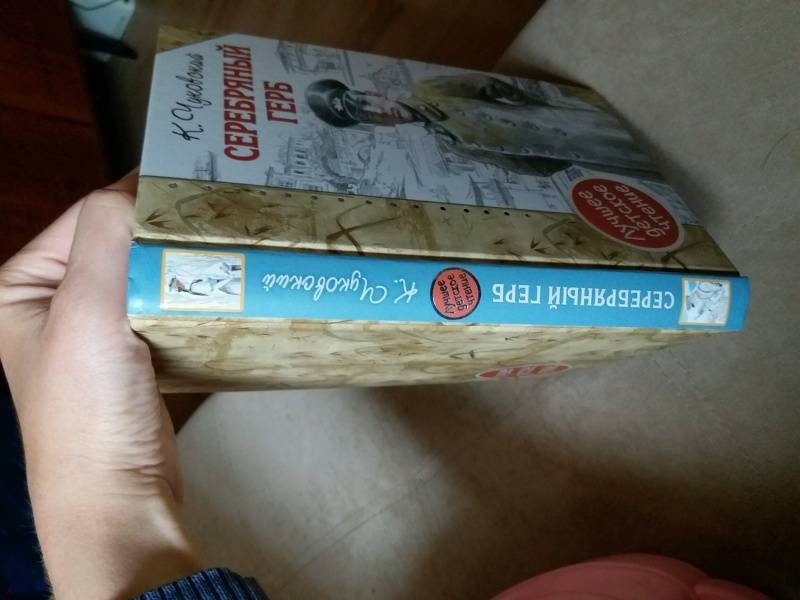 К. Чуковский
СЕРЕБРЯНЫЙ
ГЕРБ
Лучшее
детское
чтение
К. Чуковский
Лучшее
детское
чтение
СЕРЕБРЯНЫЙ ГЕРБ